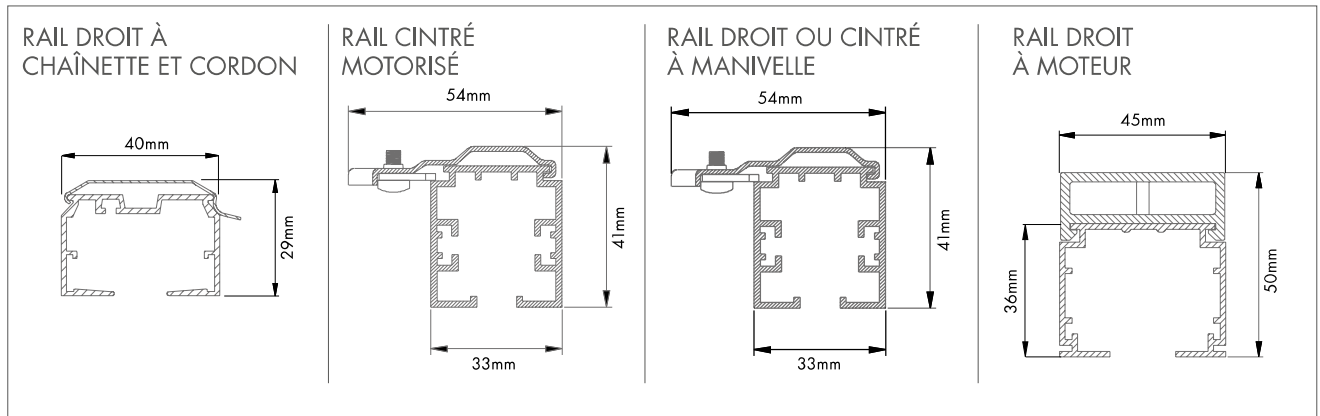 RAIL DROIT À
CHAÎNETTE ET CORDON
40mm
29mm
RAIL CINTRÉ
MOTORISÉ
54mm
41mm
33mm
RAIL DROIT OU CINTRÉ
À MANIVELLE
54mm
41mm
33mm
RAIL DROIT
À MOTEUR
45mm
36mm
50mm